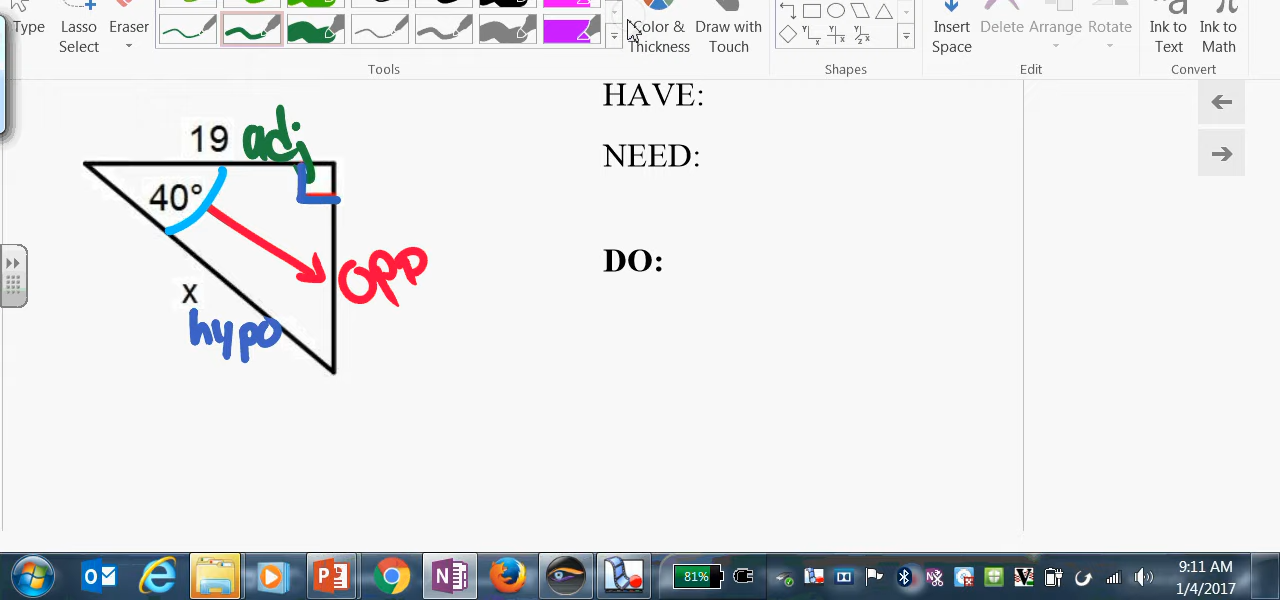 Type
Lasso Select
Eraser
Color & Thickness
Draw with Touch
Insert Space
Delete
Arrange
Rotate
Ink to Text
Ink to Math
Tools
Shapes
Edit
Convert
HAVE:
19 adj
NEED:
40°
DO:
opp
x
hypo
81%
9:11 AM
1/4/2017